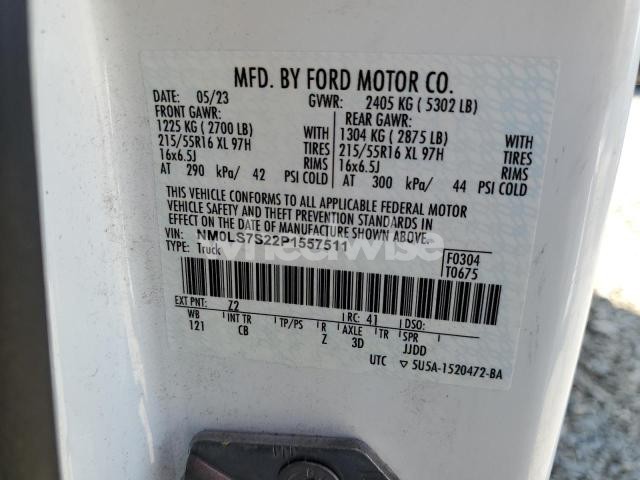 MFD. BY FORD MOTOR CO.
DATE: 05/23 GVWR: 2405 KG ( 5302 LB)
FRONT GAWR: REAR GAWR:
1225 KG ( 2700 LB) WITH 1304 KG ( 2875 LB) WITH
215/55R16 XL 97H TIRES 215/55R16 XL 97H TIRES
16x6.5J RIMS 16x6.5J RIMS
AT 290 kPa/ 42 PSI COLD AT 300 kPa/ 44 PSI COLD
THIS VEHICLE CONFORMS TO ALL APPLICABLE FEDERAL MOTOR
VEHICLE SAFETY AND THEFT PREVENTION STANDARDS IN
EFFECT ON THE DATE OF MANUFACTURE SHOWN ABOVE.
VIN: NM0LS7S22P1557511 F0304
TYPE: Truck T0675
EXT PNT: Z2 RC: 41 DSO:
WB INT TR TP/PS R AXLE TR SPR
121 CB Z 3D JJDD
UTC ▽ 5U5A-1520472-BA